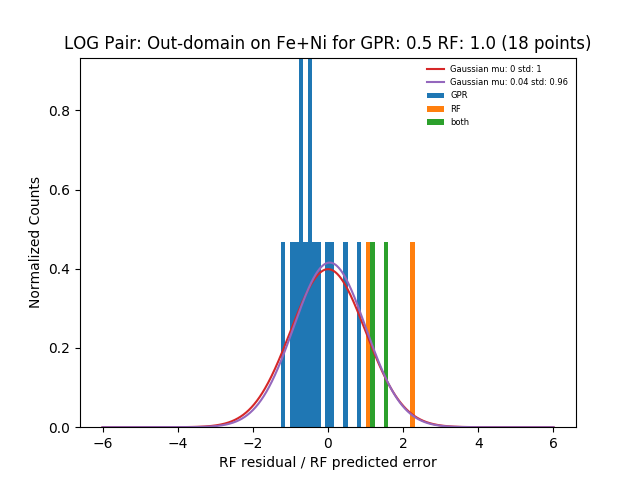 LOG Pair: Out-domain on Fe+Ni for GPR: 0.5 RF: 1.0 (18 points)
Gaussian mu: 0 std: 1
Gaussian mu: 0.04 std: 0.96
GPR
RF
both
0.8
0.6
0.4
0.2
0.0
Normalized Counts
−6 −4 −2 0 2 4 6
RF residual / RF predicted error